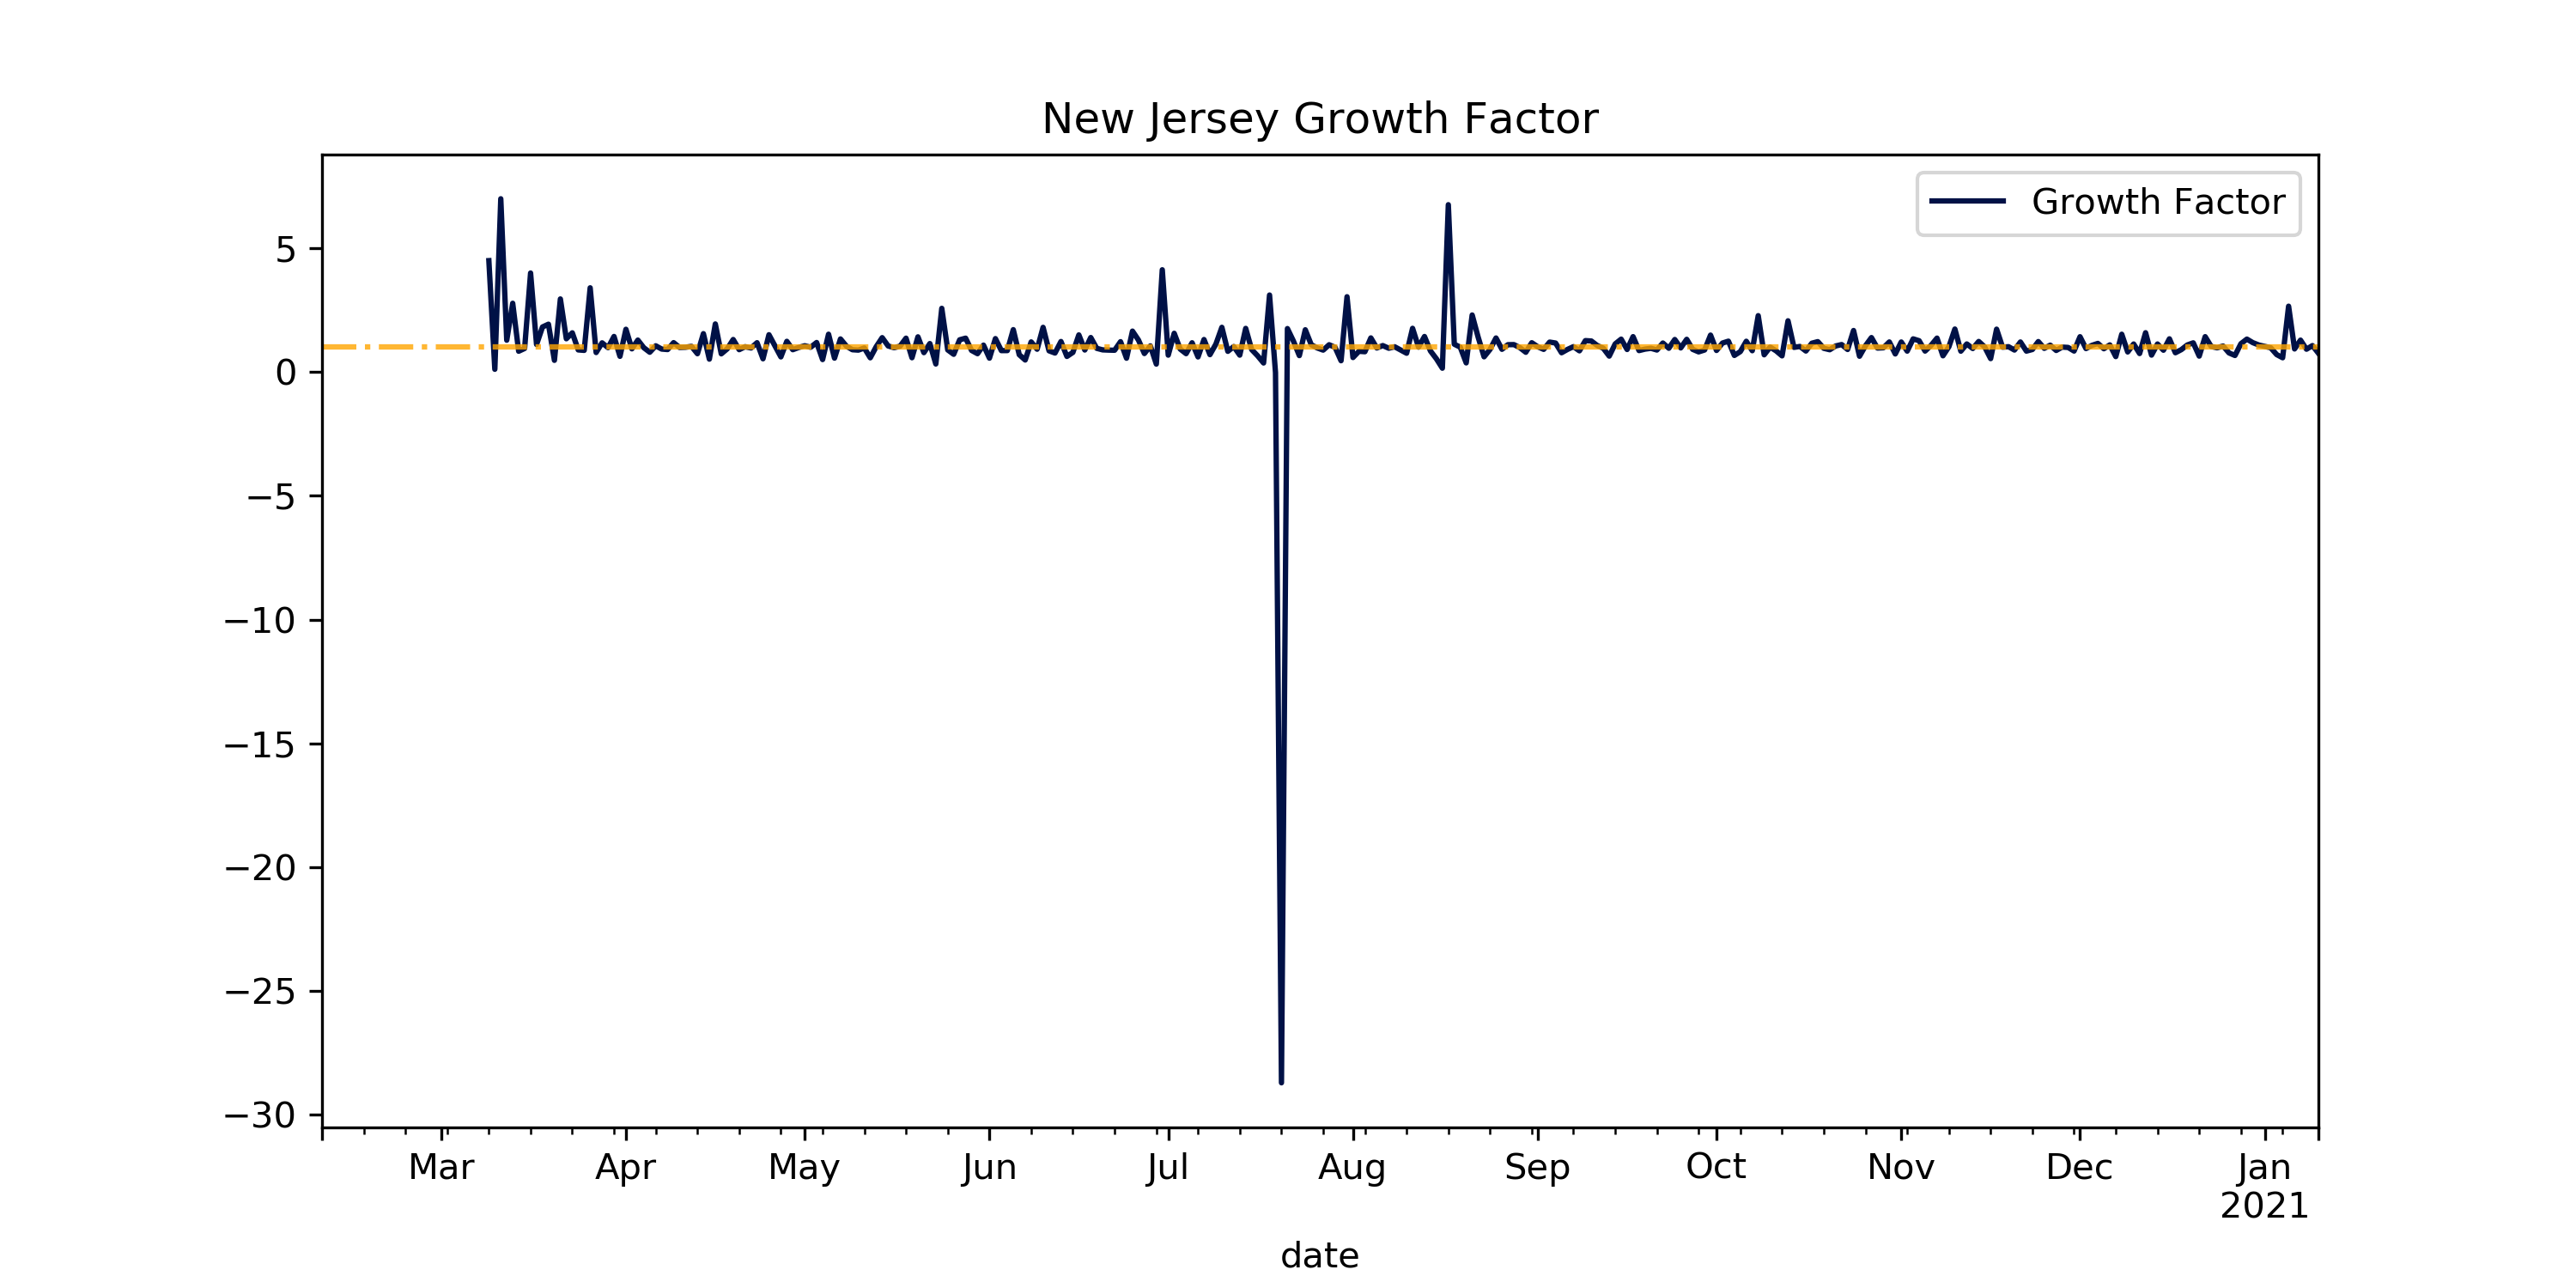 New Jersey Growth Factor
Growth Factor
5
0
−5
−10
−15
−20
−25
−30
Mar Apr May Jun Jul Aug Sep Oct Nov Dec Jan
2021
date